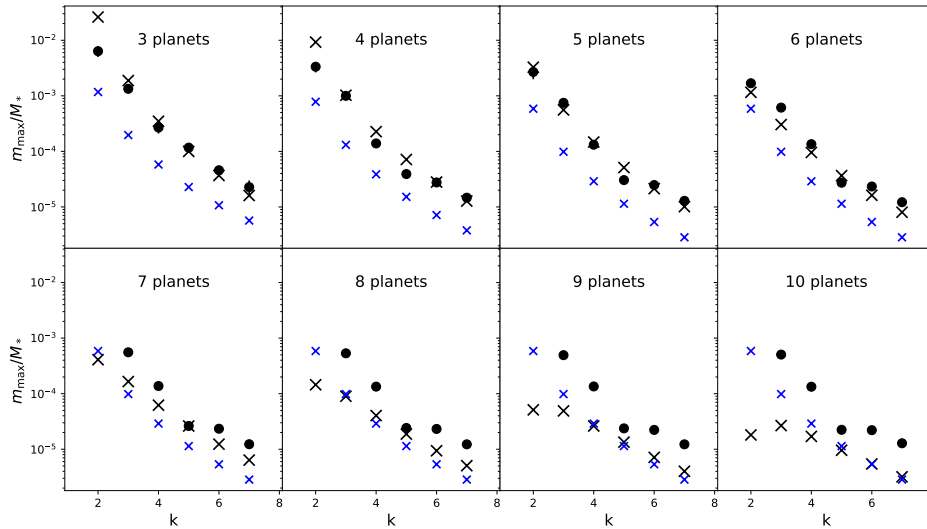 3 planets
4 planets
5 planets
6 planets
10⁻²
10⁻³
10⁻⁴
10⁻⁵
m_max/M_*
7 planets
8 planets
9 planets
10 planets
10⁻²
10⁻³
10⁻⁴
10⁻⁵
m_max/M_*
2 4 6 8 2 4 6 8 2 4 6 8 2 4 6
k k k k